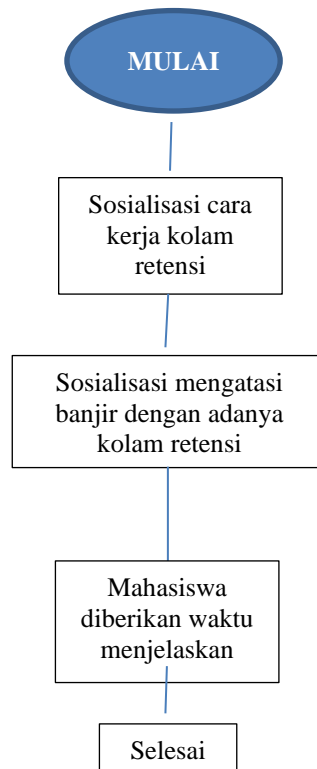 MULAI
Sosialisasi cara
kerja kolam
retensi
Sosialisasi mengatasi
banjir dengan adanya
kolam retensi
Mahasiswa
diberikan waktu
menjelaskan
Selesai